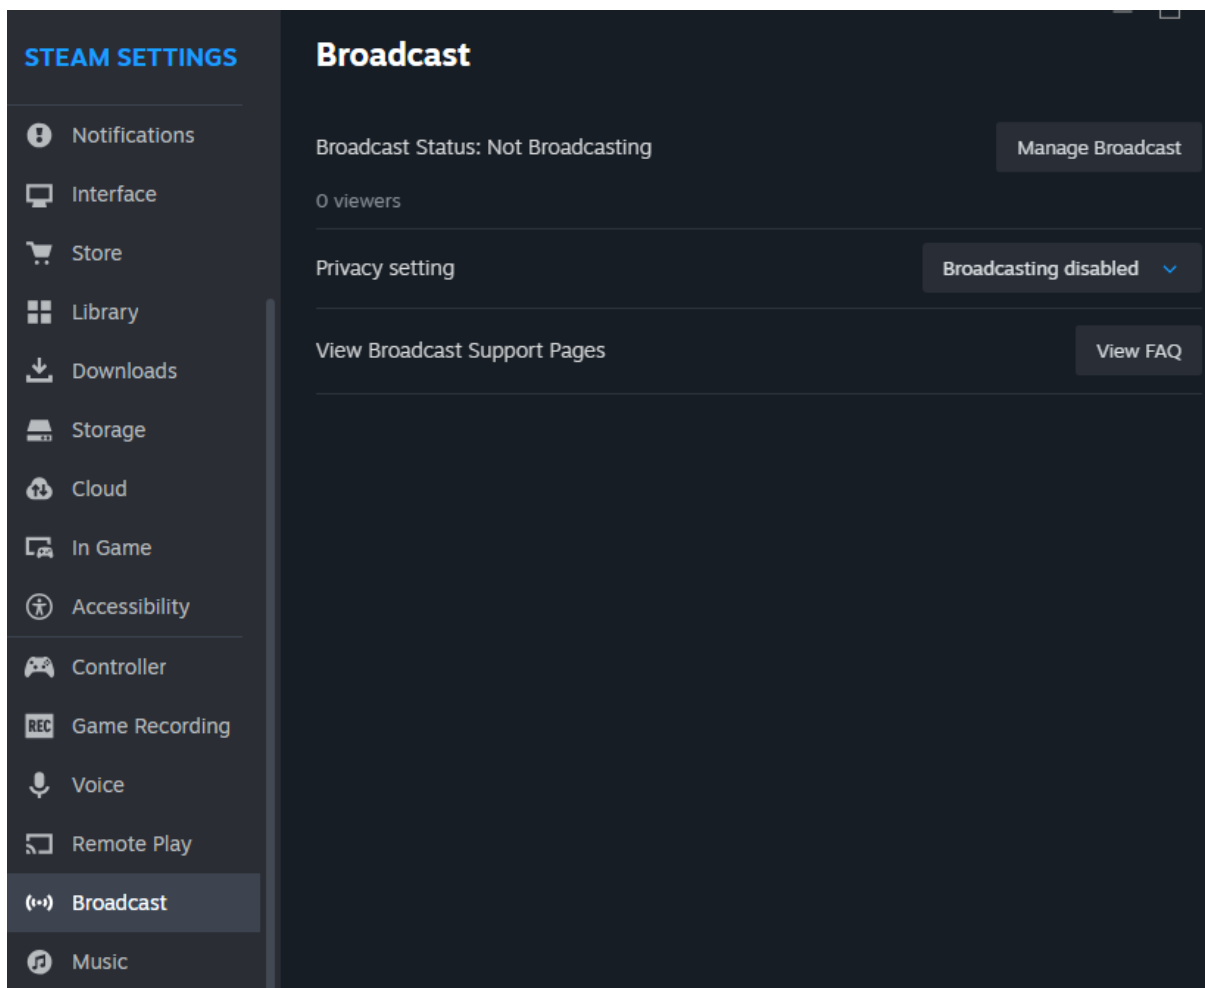 STEAM SETTINGS
Notifications
Interface
Store
Library
Downloads
Storage
Cloud
In Game
Accessibility
Controller
REC Game Recording
Voice
Remote Play
Broadcast
Music
Broadcast
Broadcast Status: Not Broadcasting
Manage Broadcast
0 viewers
Privacy setting
Broadcasting disabled
View Broadcast Support Pages
View FAQ